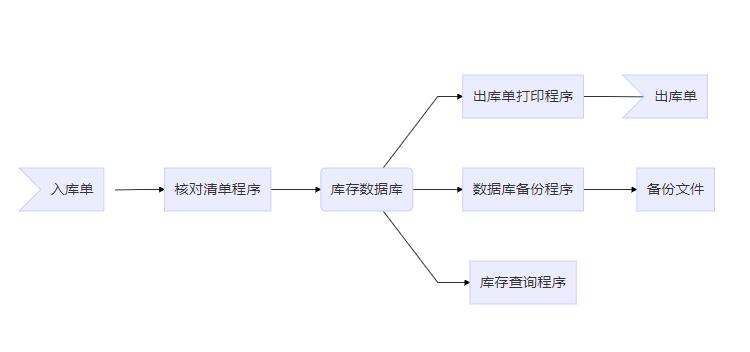 入库单
核对清单程序
库存数据库
出库单打印程序
出库单
数据库备份程序
备份文件
库存查询程序